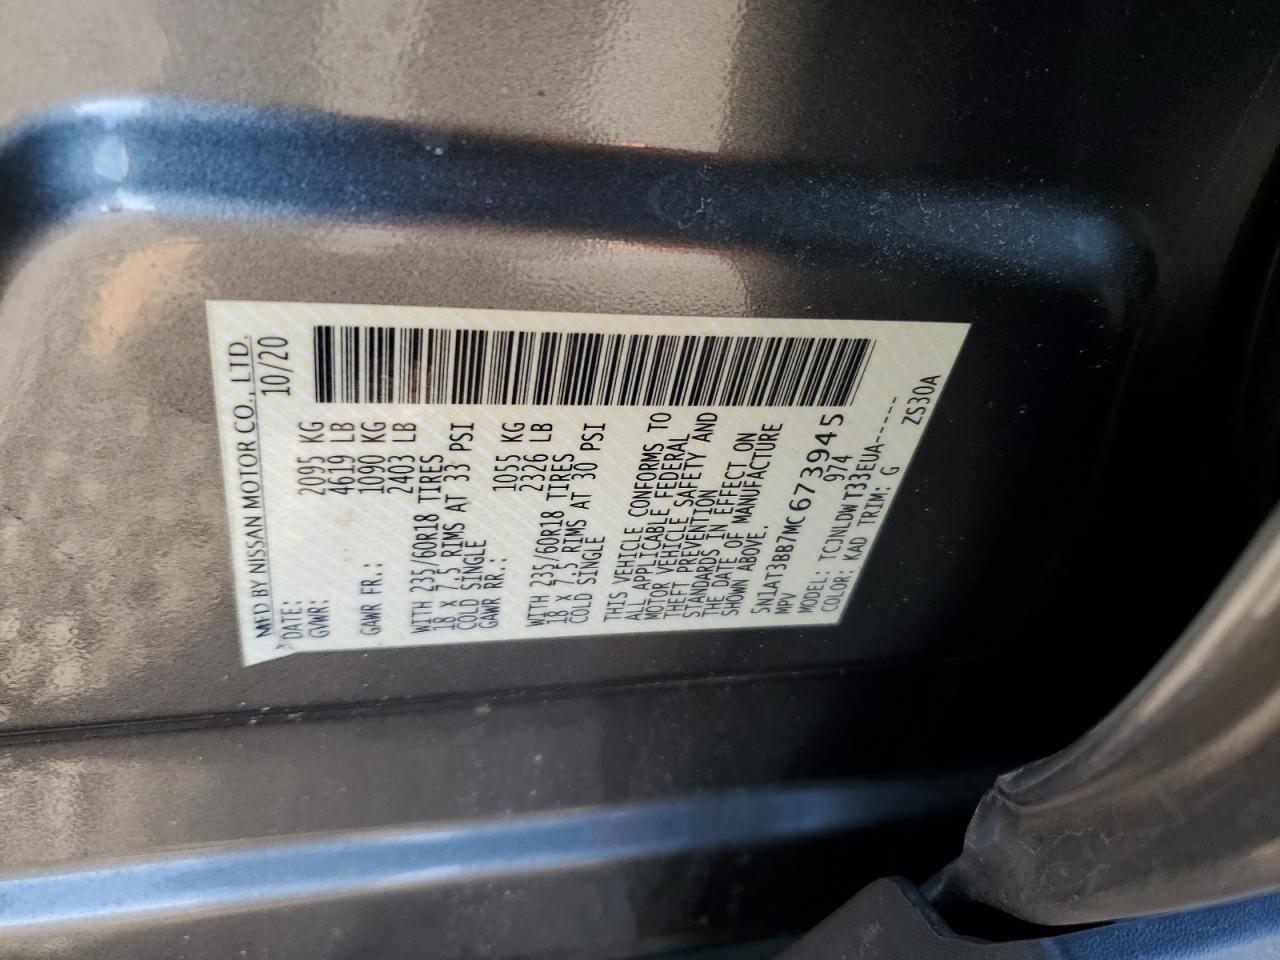 MFD BY NISSAN MOTOR CO., LTD.
DATE: 10/20
GVWR: 2095 KG
4619 LB
GAWR FR.: 1090 KG
2403 LB
WITH 235/60R18 TIRES
18 X 7.5 RIMS AT 33 PSI
COLD SINGLE
GAWR RR.: 1055 KG
2326 LB
WITH 235/60R18 TIRES
18 X 7.5 RIMS AT 30 PSI
COLD SINGLE
THIS VEHICLE CONFORMS TO
ALL APPLICABLE FEDERAL
MOTOR VEHICLE SAFETY AND
THEFT PREVENTION
STANDARDS IN EFFECT ON
THE DATE OF MANUFACTURE
SHOWN ABOVE.
5N1AT3BB7MC673945
MPV 974
MODEL: TCJNLDWT33EUA-----
COLOR: KAD TRIM: G
ZS30A